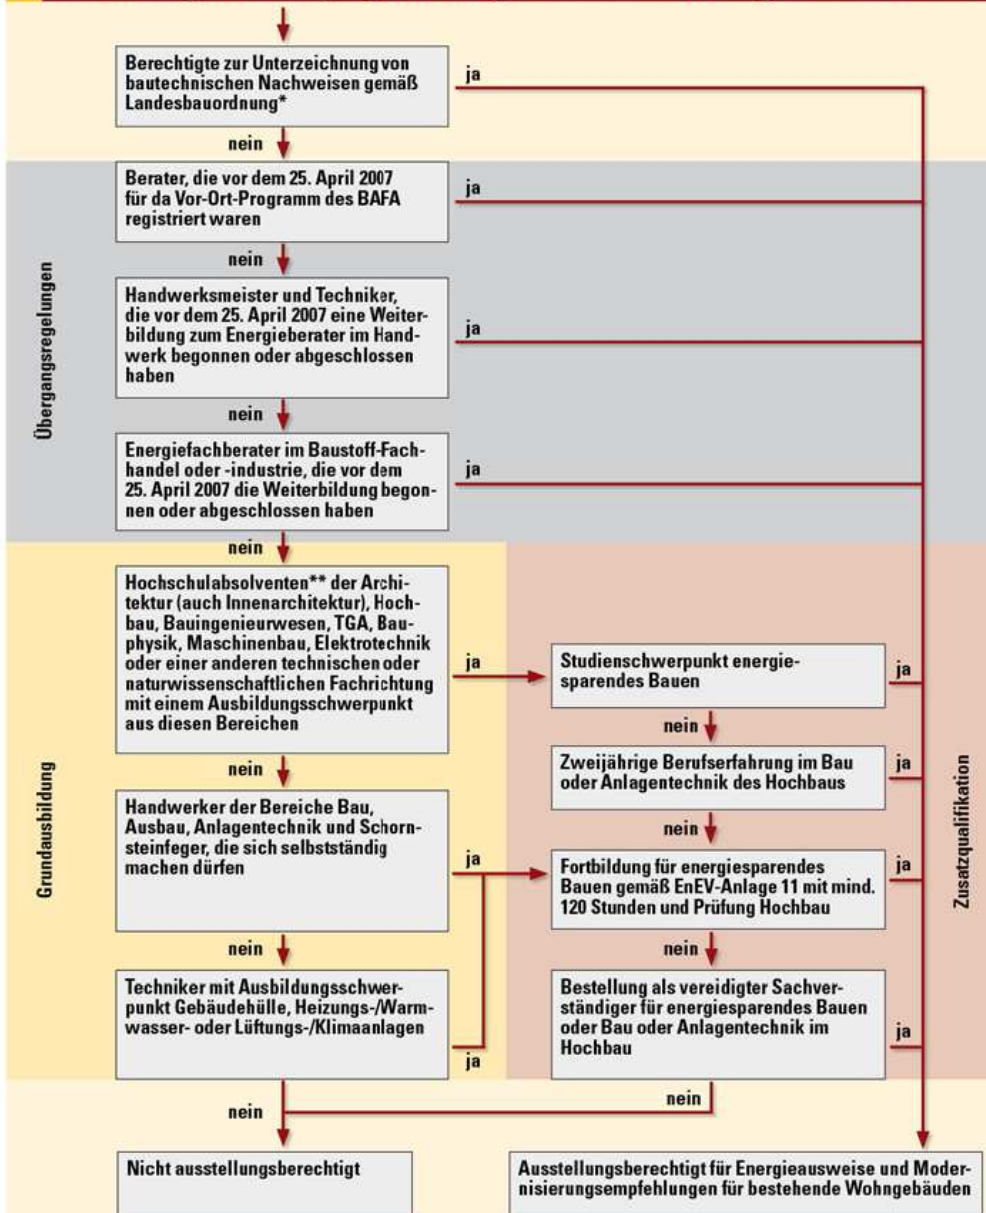 Berechtigte zur Unterzeichnung von
bautechnischen Nachweisen gemäß
Landesbauordnung*
ja
nein
Übergangsregelungen
Berater, die vor dem 25. April 2007
für da Vor-Ort-Programm des BAFA
registriert waren
ja
nein
Handwerksmeister und Techniker,
die vor dem 25. April 2007 eine Weiter-
bildung zum Energieberater im Hand-
werk begonnen oder abgeschlossen
haben
ja
nein
Energiefachberater im Baustoff-Fach-
handel oder -industrie, die vor dem
25. April 2007 die Weiterbildung begon-
nen oder abgeschlossen haben
ja
nein
Grundausbildung
Hochschulabsolventen** der Archi-
tektur (auch Innenarchitektur), Hoch-
bau, Bauingenieurwesen, TGA, Bau-
physik, Maschinenbau, Elektrotechnik
oder einer anderen technischen oder
naturwissenschaftlichen Fachrichtung
mit einem Ausbildungsschwerpunkt
aus diesen Bereichen
ja
nein
Handwerker der Bereiche Bau,
Ausbau, Anlagentechnik und Schorn-
steinfeger, die sich selbstständig
machen dürfen
ja
nein
Techniker mit Ausbildungsschwer-
punkt Gebäudehülle, Heizungs-/Warm-
wasser- oder Lüftungs-/Klimaanlagen
ja
nein
Zusatzqualifikation
Studienschwerpunkt energie-
sparendes Bauen
ja
nein
Zweijährige Berufserfahrung im Bau
oder Anlagentechnik des Hochbaus
ja
nein
Fortbildung für energiesparendes
Bauen gemäß EnEV-Anlage 11 mit mind.
120 Stunden und Prüfung Hochbau
ja
nein
Bestellung als vereidigter Sachver-
ständiger für energiesparendes Bauen
oder Bau oder Anlagentechnik im
Hochbau
ja
nein
Nicht ausstellungsberechtigt
Ausstellungsberechtigt für Energieausweise und Moder-
nisierungsempfehlungen für bestehende Wohngebäuden